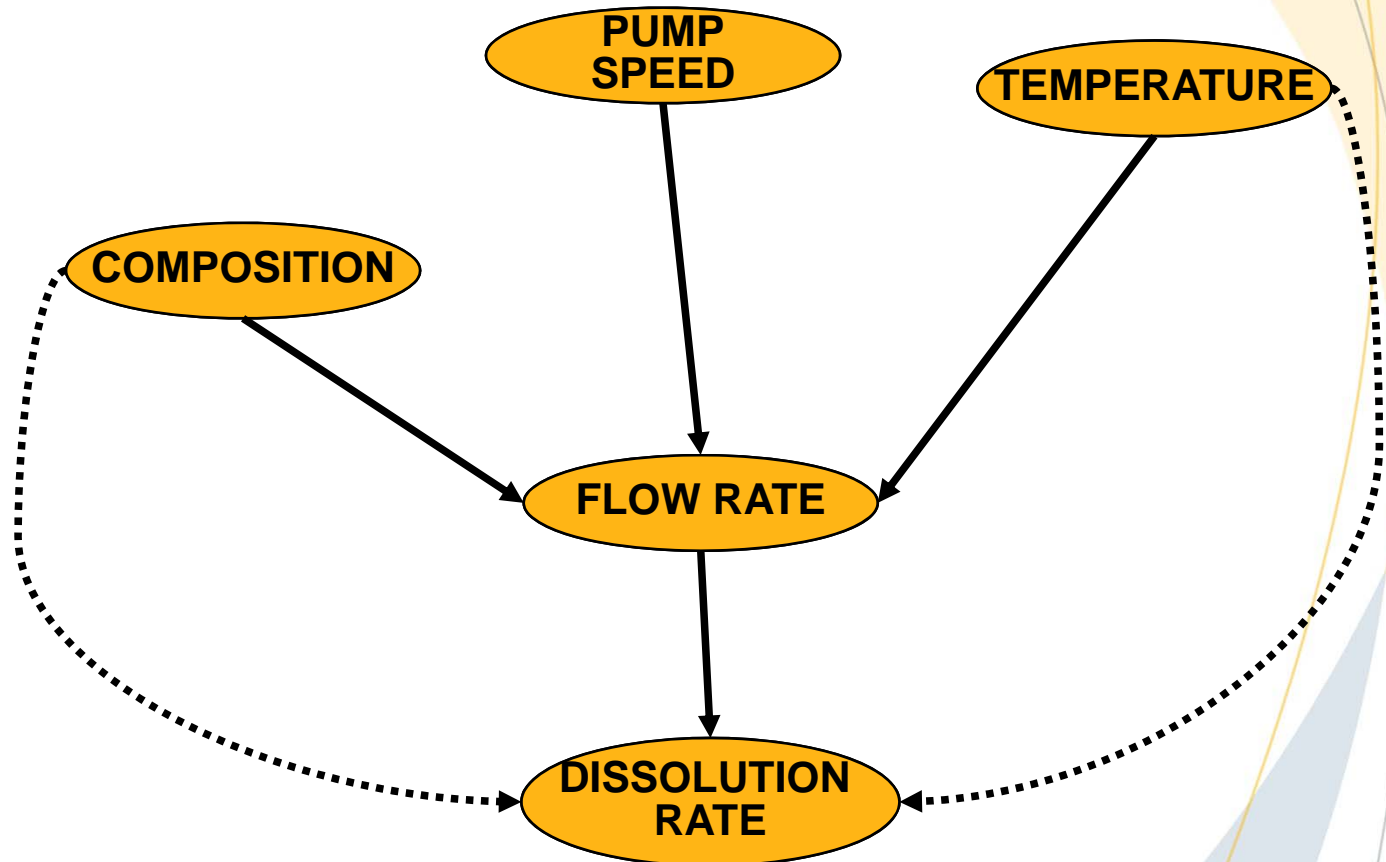 PUMP
SPEED
TEMPERATURE
COMPOSITION
FLOW RATE
DISSOLUTION
RATE